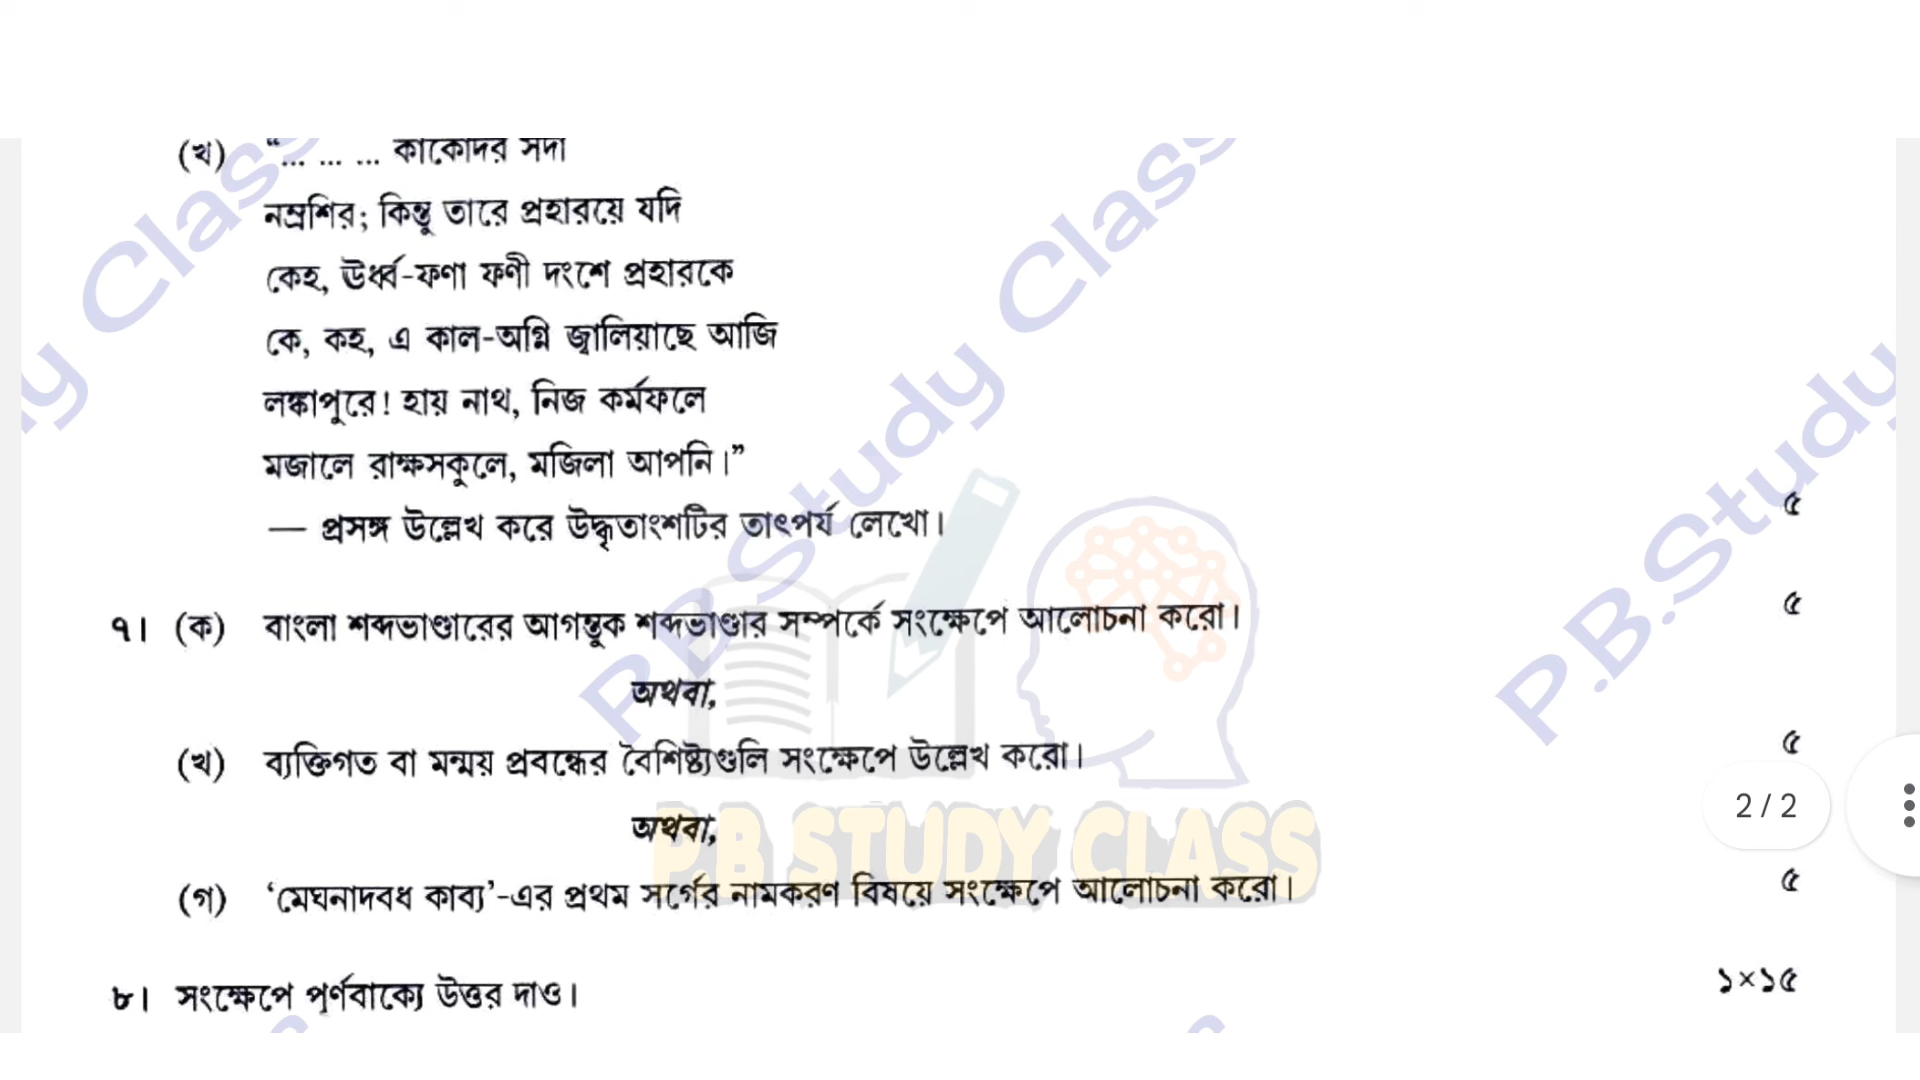 (খ) “... ... ... কাকোদর সদা
নম্রশির; কিন্তু তারে প্রহারয়ে যদি
কেহ, ঊর্ধ্ব-ফণা ফণী দংশে প্রহারকে
কে, কহ, এ কাল-অগ্নি জ্বালিয়াছে আজি
লঙ্কাপুরে! হায় নাথ, নিজ কর্মফলে
মজালে রাক্ষসকুলে, মজিলা আপনি।”
— প্রসঙ্গ উল্লেখ করে উদ্ধৃতাংশটির তাৎপর্য লেখো। ৫
৭। (ক) বাংলা শব্দভাণ্ডারের আগন্তুক শব্দভাণ্ডার সম্পর্কে সংক্ষেপে আলোচনা করো। ৫
অথবা,
(খ) ব্যক্তিগত বা মন্ময় প্রবন্ধের বৈশিষ্ট্যগুলি সংক্ষেপে উল্লেখ করো। ৫
2 / 2
অথবা,
(গ) ‘মেঘনাদবধ কাব্য’-এর প্রথম সর্গের নামকরণ বিষয়ে সংক্ষেপে আলোচনা করো। ৫
৮। সংক্ষেপে পূর্ণবাক্যে উত্তর দাও। ১×১৫
P.B.Study Class
P.B.Study Class
P.B STUDY CLASS